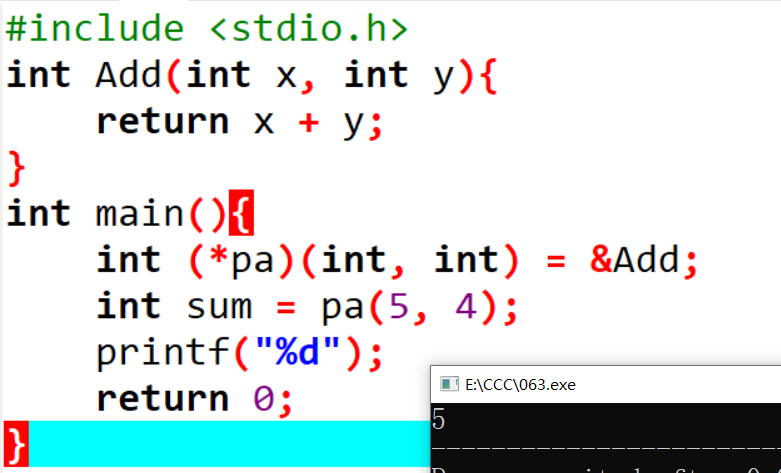 #include <stdio.h>
int Add(int x, int y){
    return x + y;
}
int main(){
    int (*pa)(int, int) = &Add;
    int sum = pa(5, 4);
    printf("%d");
    return 0;
}
E:\CCC\063.exe
5